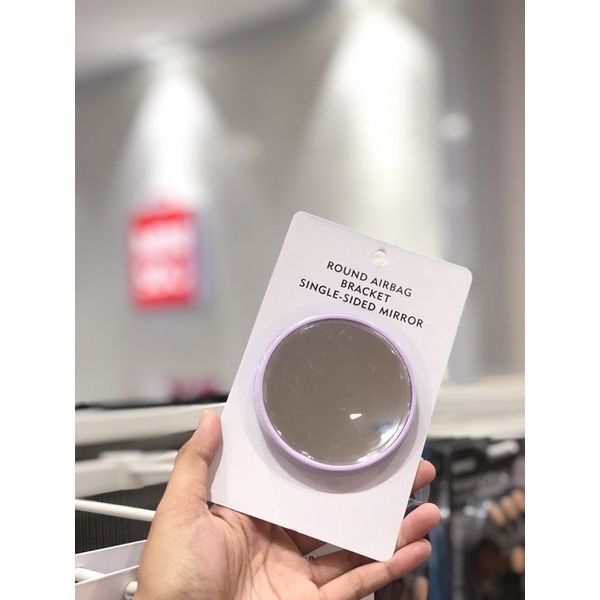 ROUND AIRBAG
BRACKET
SINGLE-SIDED MIRROR